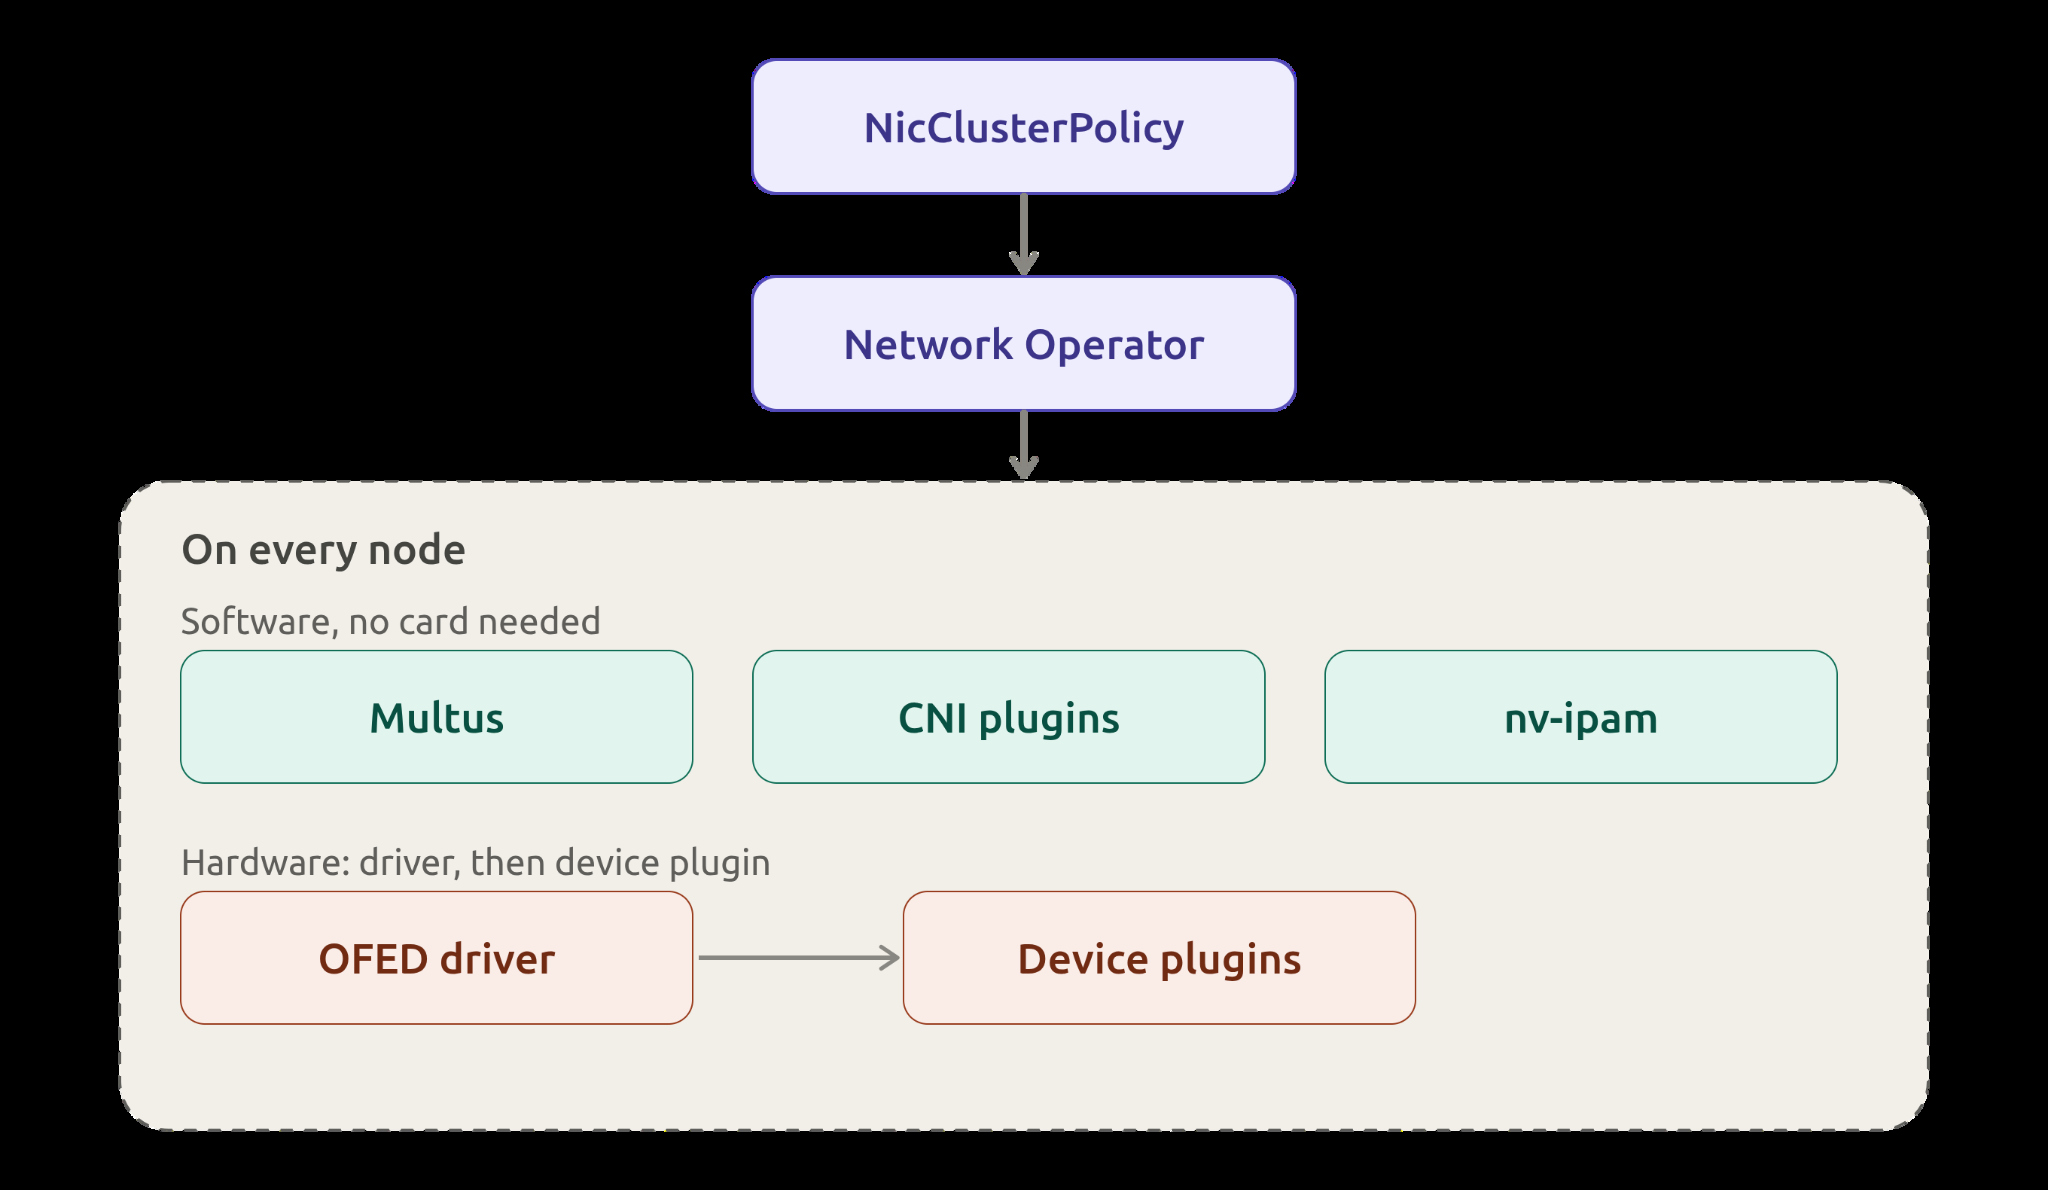 NicClusterPolicy
Network Operator
On every node
Software, no card needed
Multus
CNI plugins
nv-ipam
Hardware: driver, then device plugin
OFED driver
Device plugins